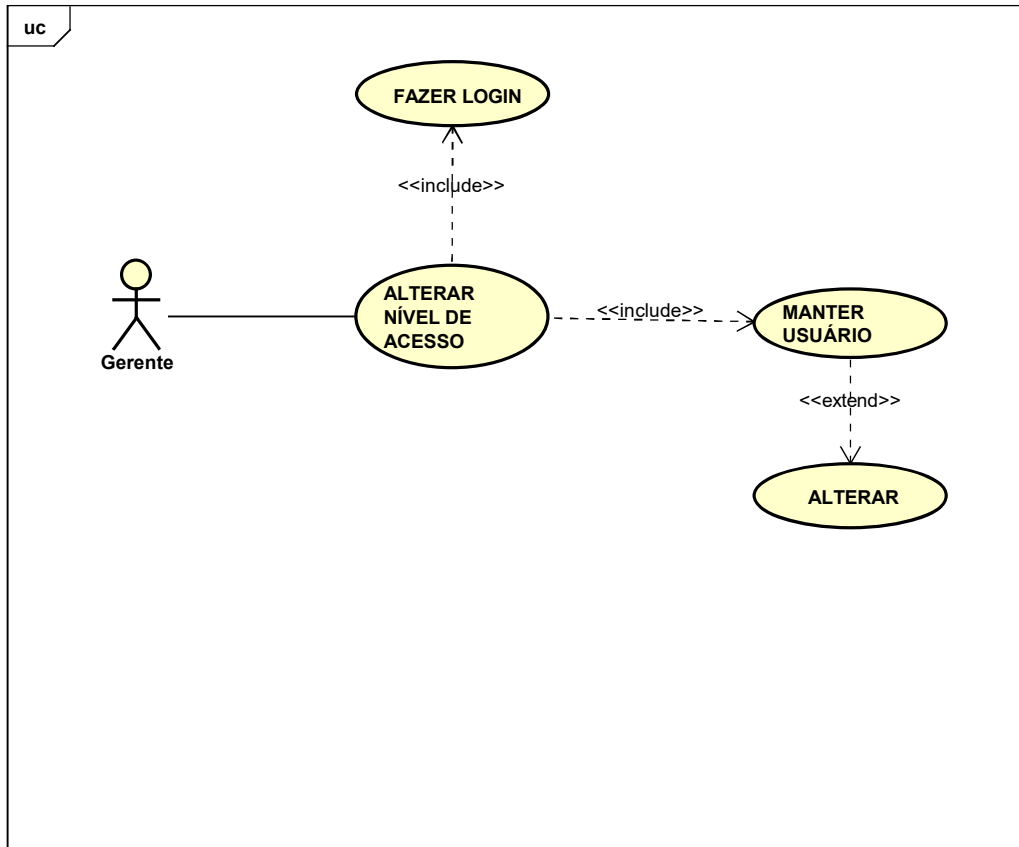 uc
FAZER LOGIN
<<include>>
ALTERAR
NÍVEL DE
ACESSO
<<include>>
MANTER
USUÁRIO
Gerente
<<extend>>
ALTERAR